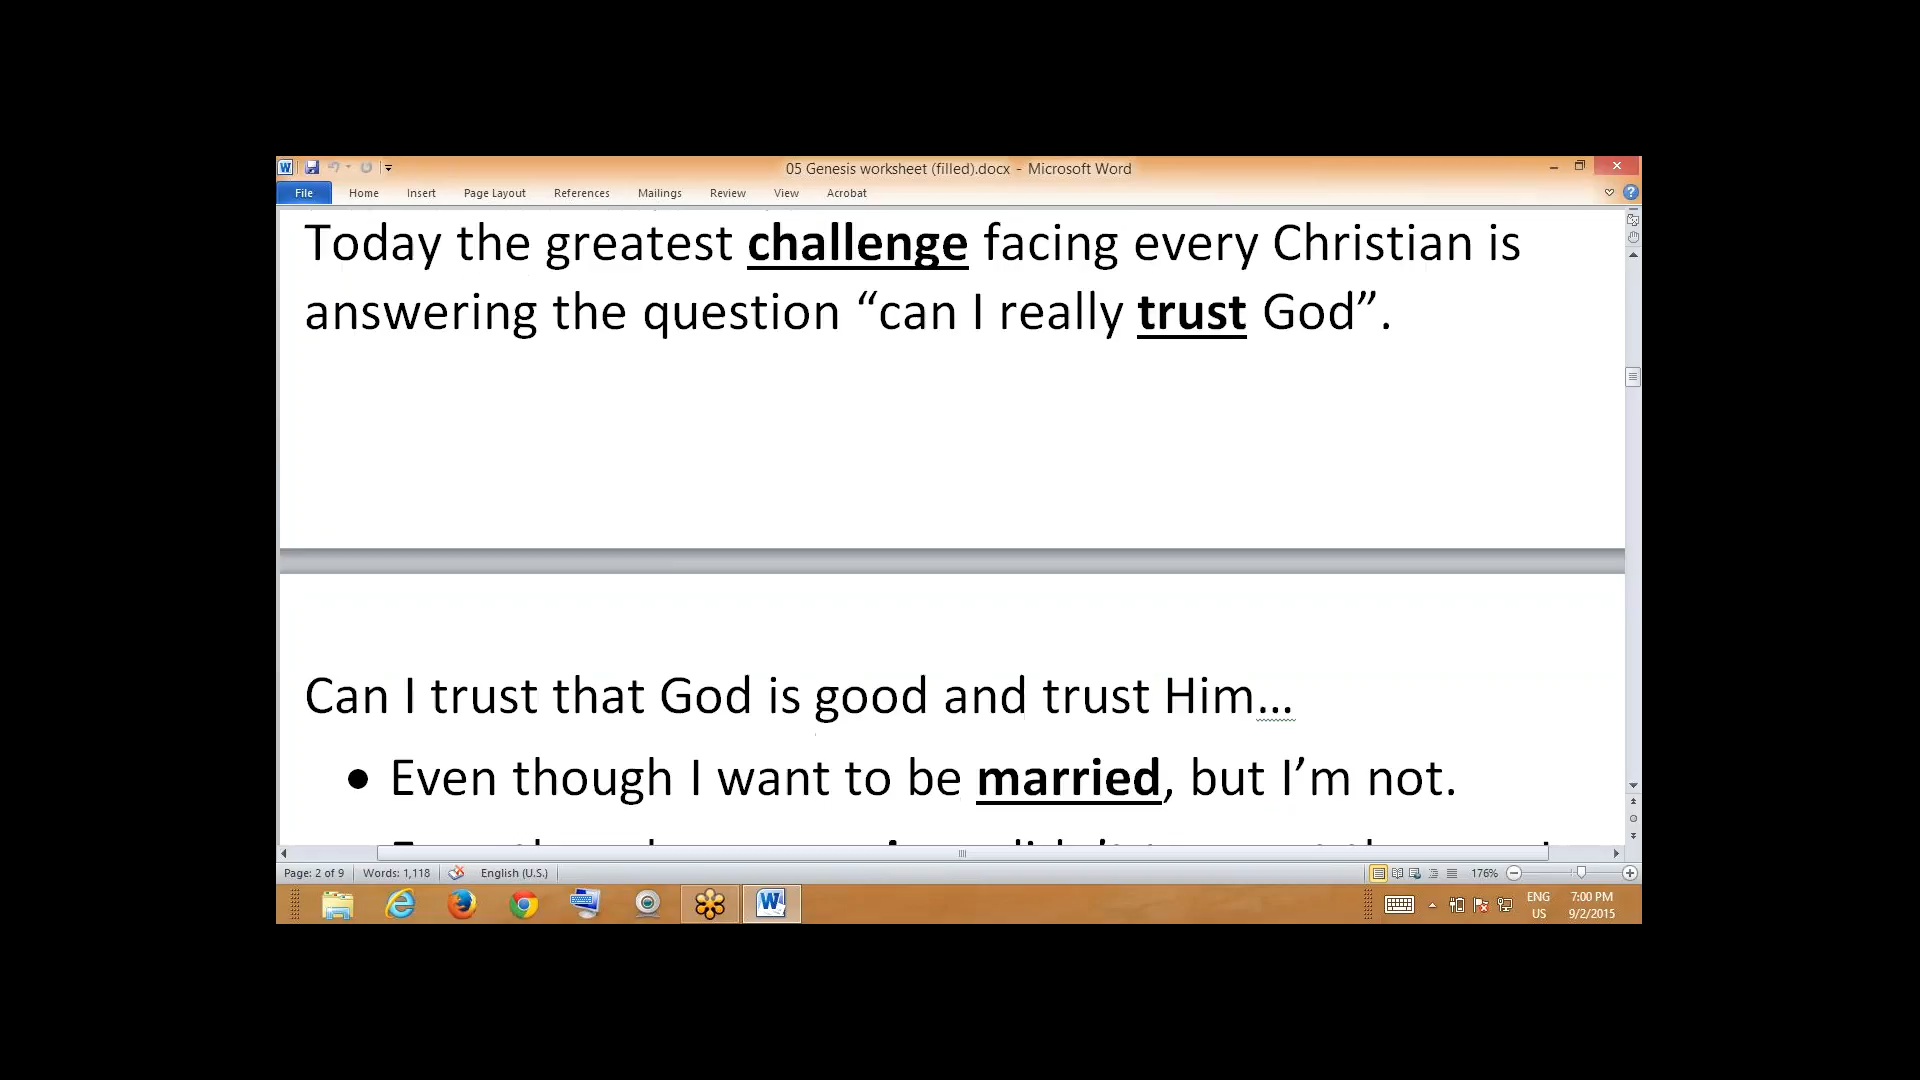 05 Genesis worksheet (filled).docx - Microsoft Word
File Home Insert Page Layout References Mailings Review View Acrobat
Today the greatest challenge facing every Christian is
answering the question “can I really trust God”.
Can I trust that God is good and trust Him...
Even though I want to be married, but I’m not.
Page: 2 of 9 Words: 1,118 English (U.S.) 176%
ENG 7:00 PM
US 9/2/2015